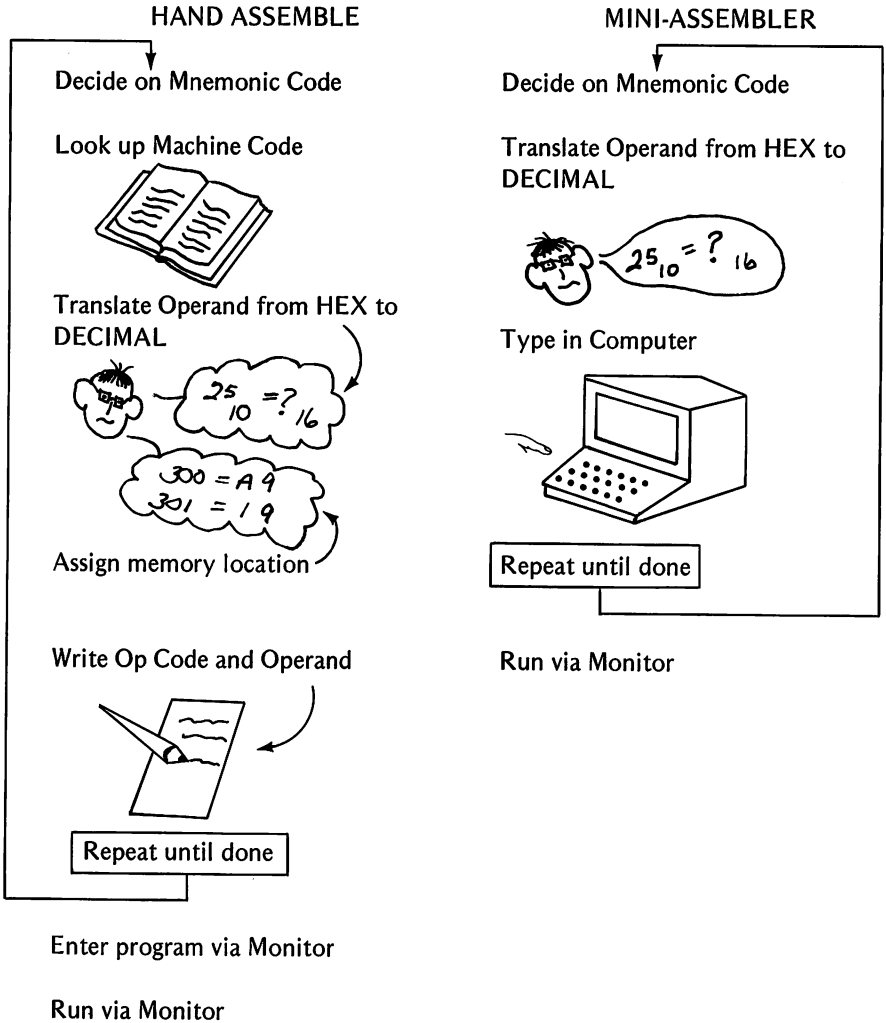 HAND ASSEMBLE
Decide on Mnemonic Code
Look up Machine Code
Translate Operand from HEX to
DECIMAL
25₁₀ = ?₁₆
300 = A9
301 = 19
Assign memory location
Write Op Code and Operand
Repeat until done
Enter program via Monitor
Run via Monitor
MINI-ASSEMBLER
Decide on Mnemonic Code
Translate Operand from HEX to
DECIMAL
25₁₀ = ?₁₆
Type in Computer
Repeat until done
Run via Monitor